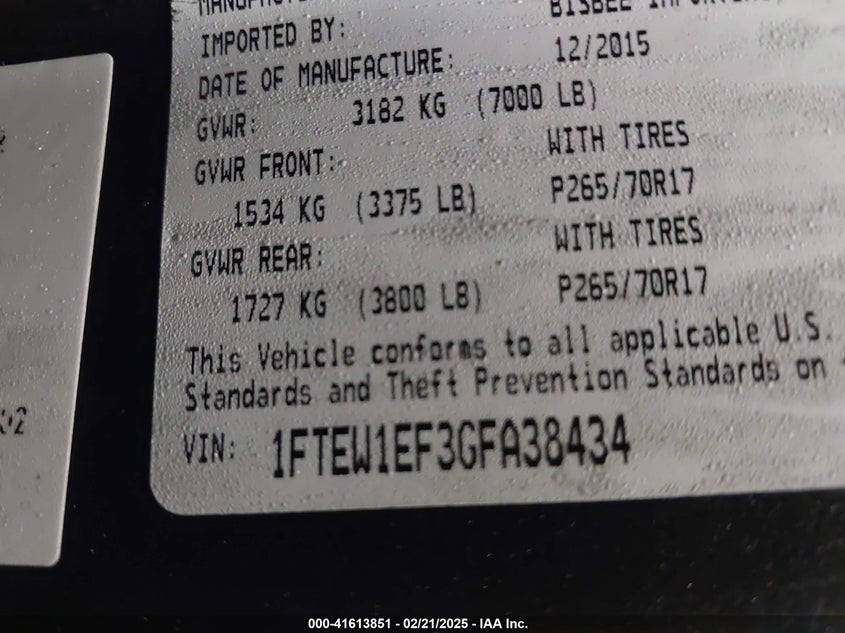 IMPORTED BY:
DATE OF MANUFACTURE: 12/2015
GVWR: 3182 KG (7000 LB)
GVWR FRONT: WITH TIRES
1534 KG (3375 LB) P265/70R17
GVWR REAR: WITH TIRES
1727 KG (3800 LB) P265/70R17
This Vehicle conforms to all applicable U.S.
Standards and Theft Prevention Standards on
VIN: 1FTEW1EF3GFA38434
000-41613851 - 02/21/2025 - IAA Inc.